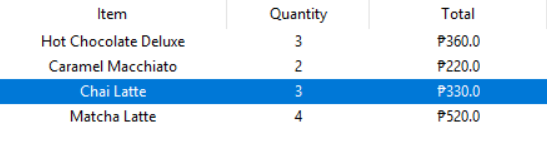 Item Quantity Total
Hot Chocolate Deluxe 3 ₱360.0
Caramel Macchiato 2 ₱220.0
Chai Latte 3 ₱330.0
Matcha Latte 4 ₱520.0